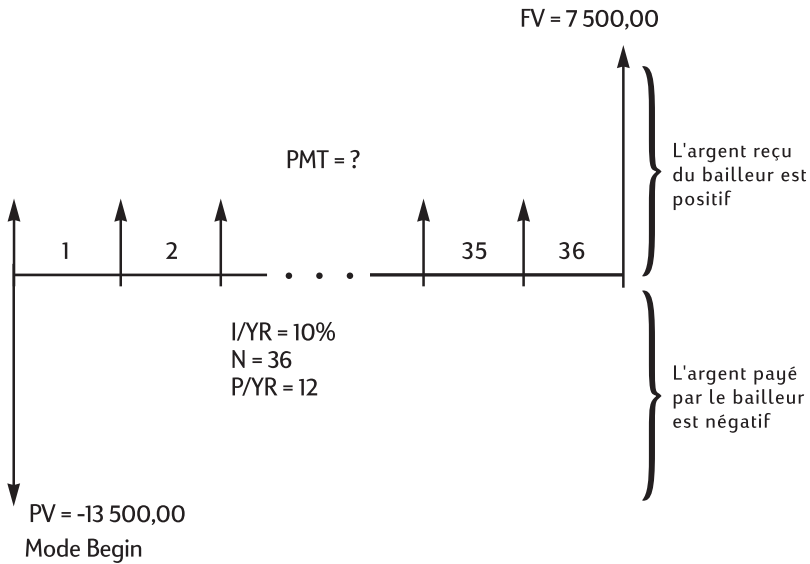 FV = 7 500,00
PMT = ?
L'argent reçu
du bailleur est
positif
1 2 35 36
I/YR = 10%
N = 36
P/YR = 12
L'argent payé
par le bailleur
est négatif
PV = -13 500,00
Mode Begin